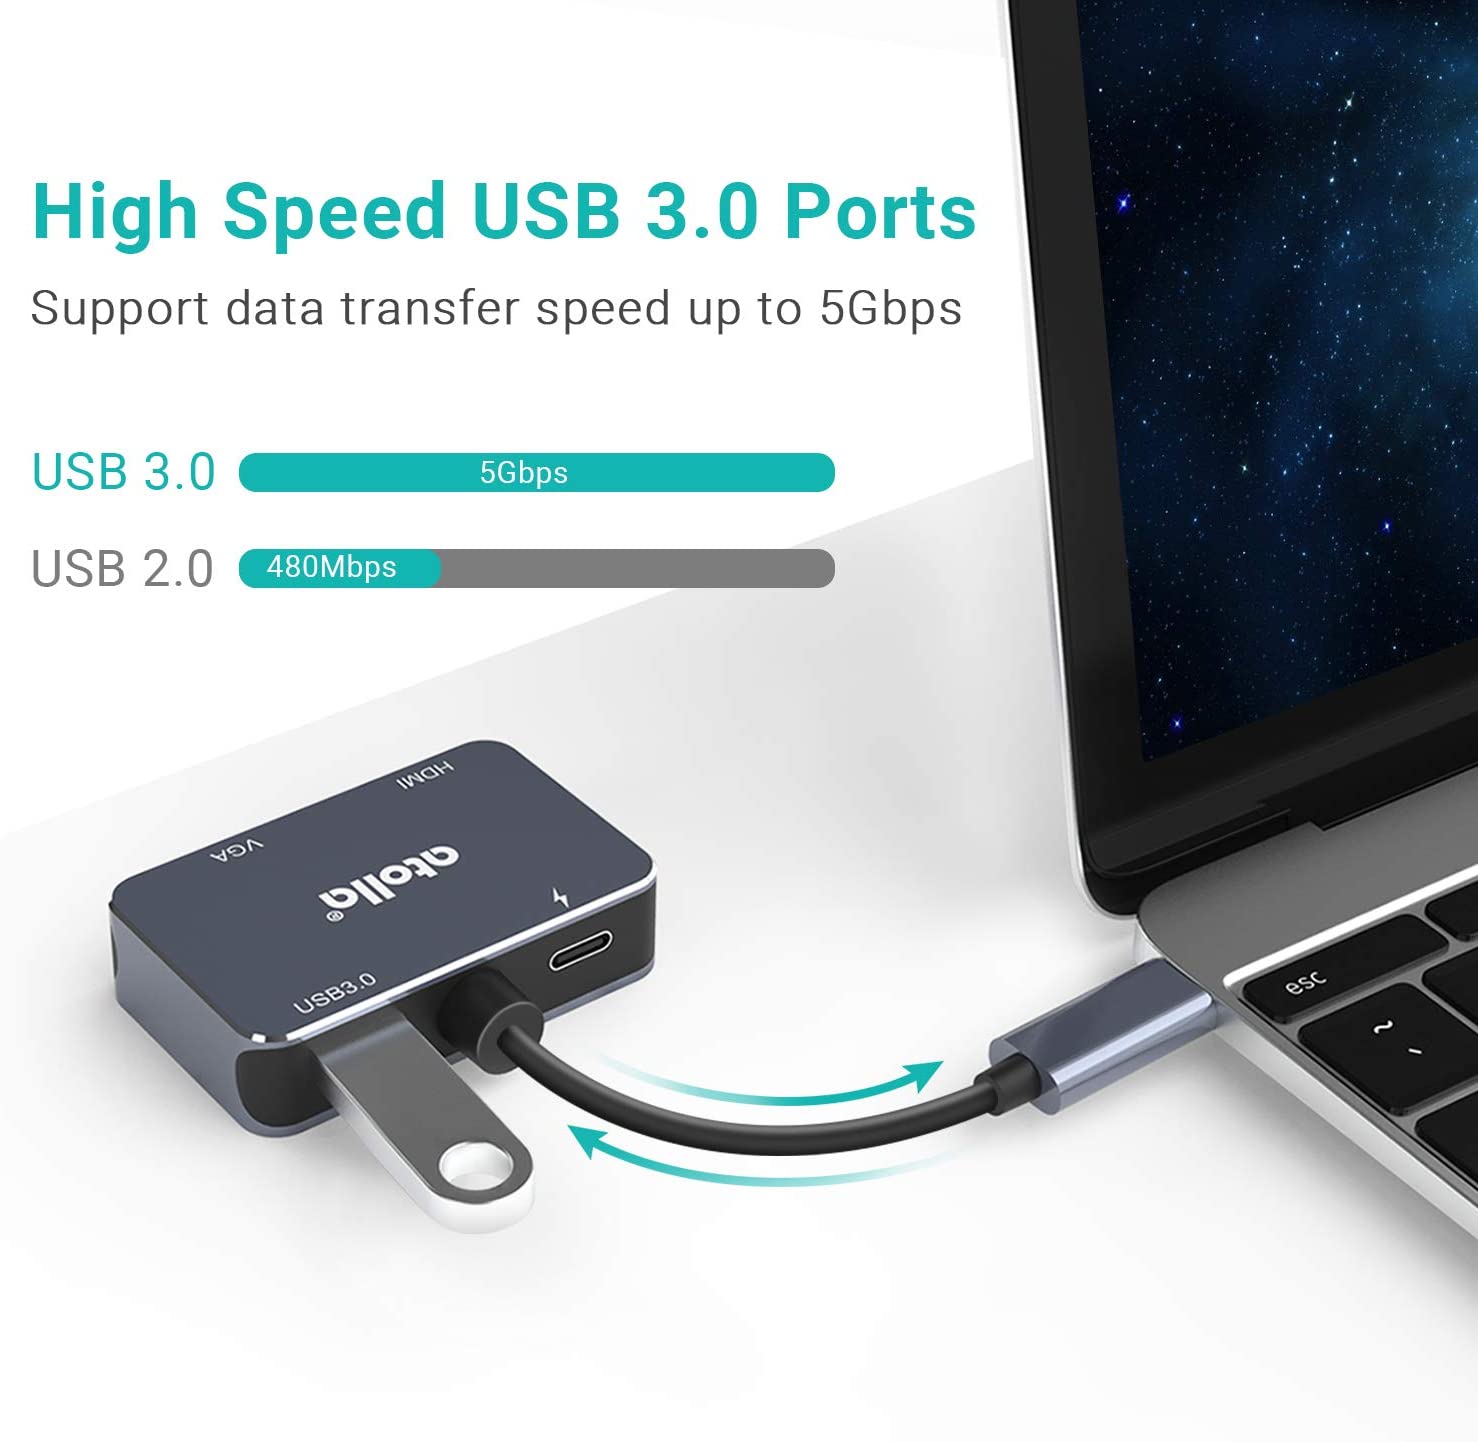 High Speed USB 3.0 Ports
Support data transfer speed up to 5Gbps
USB 3.0 5Gbps
USB 2.0 480Mbps
HDMI
VGA
atolla®
USB3.0
esc
~